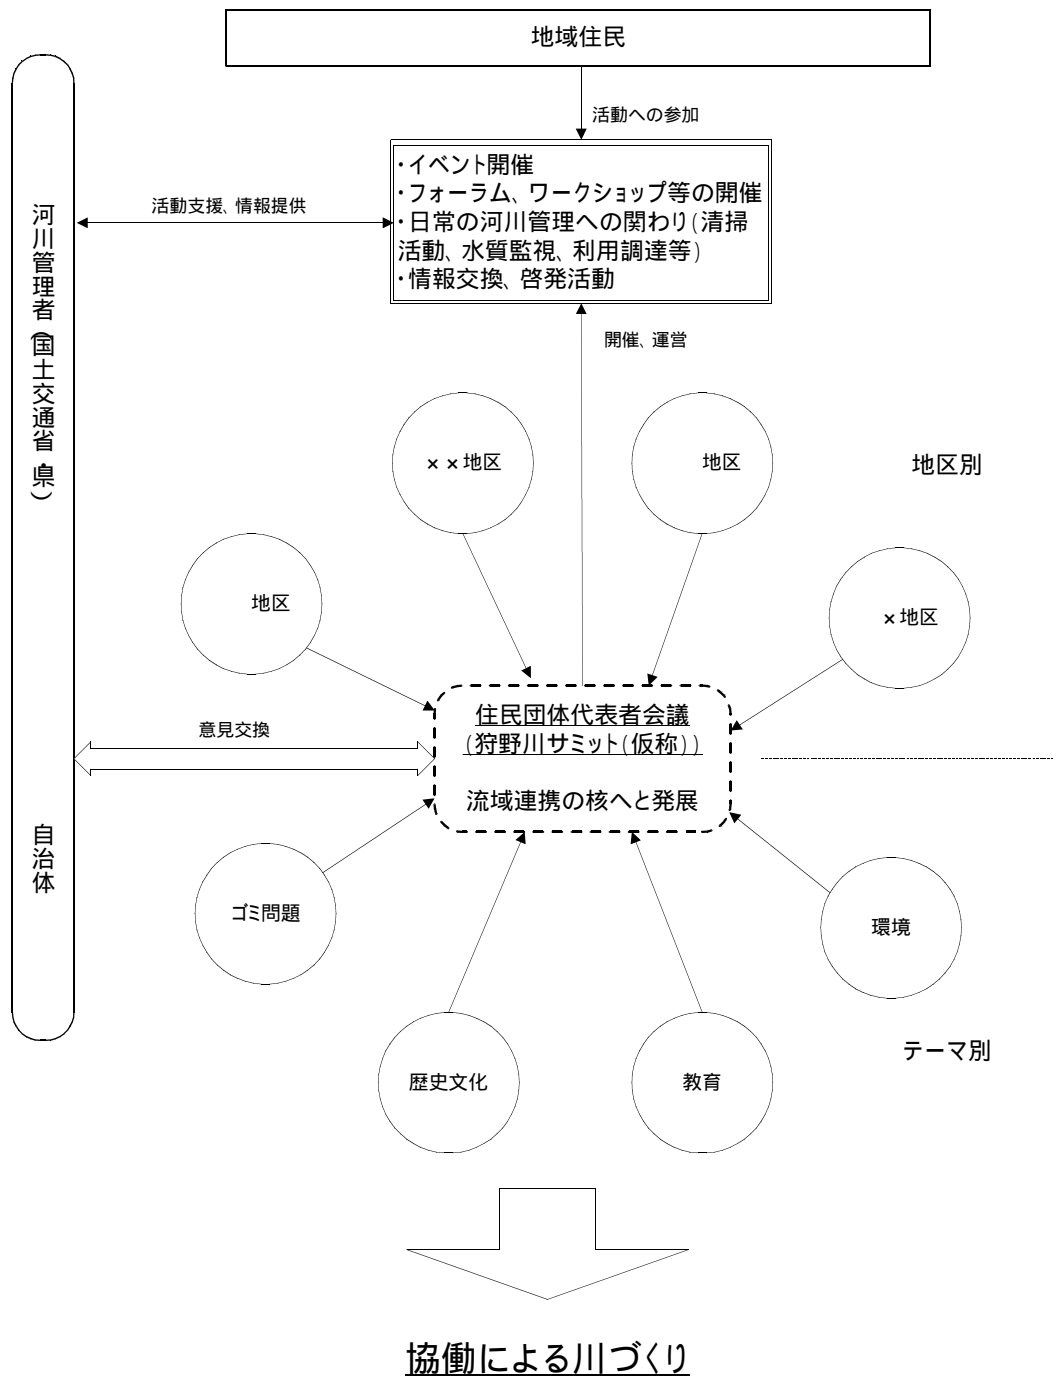 地域住民
活動への参加
・イベント開催
・フォーラム、ワークショップ等の開催
・日常の河川管理への関わり(清掃
活動、水質監視、利用調達等)
・情報交換、啓発活動
活動支援、情報提供
河川管理者(国土交通省・県)
開催、運営
××地区
地区
地区別
地区
×地区
住民団体代表者会議
(狩野川サミット(仮称))
流域連携の核へと発展
意見交換
自治体
ゴミ問題
環境
テーマ別
歴史文化
教育
協働による川づくり